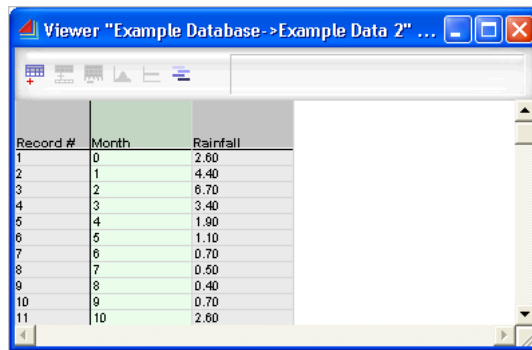 Viewer "Example Database->Example Data 2" ...
Record # Month Rainfall
1 0 2.60
2 1 4.40
3 2 6.70
4 3 3.40
5 4 1.90
6 5 1.10
7 6 0.70
8 7 0.50
9 8 0.40
10 9 0.70
11 10 2.60